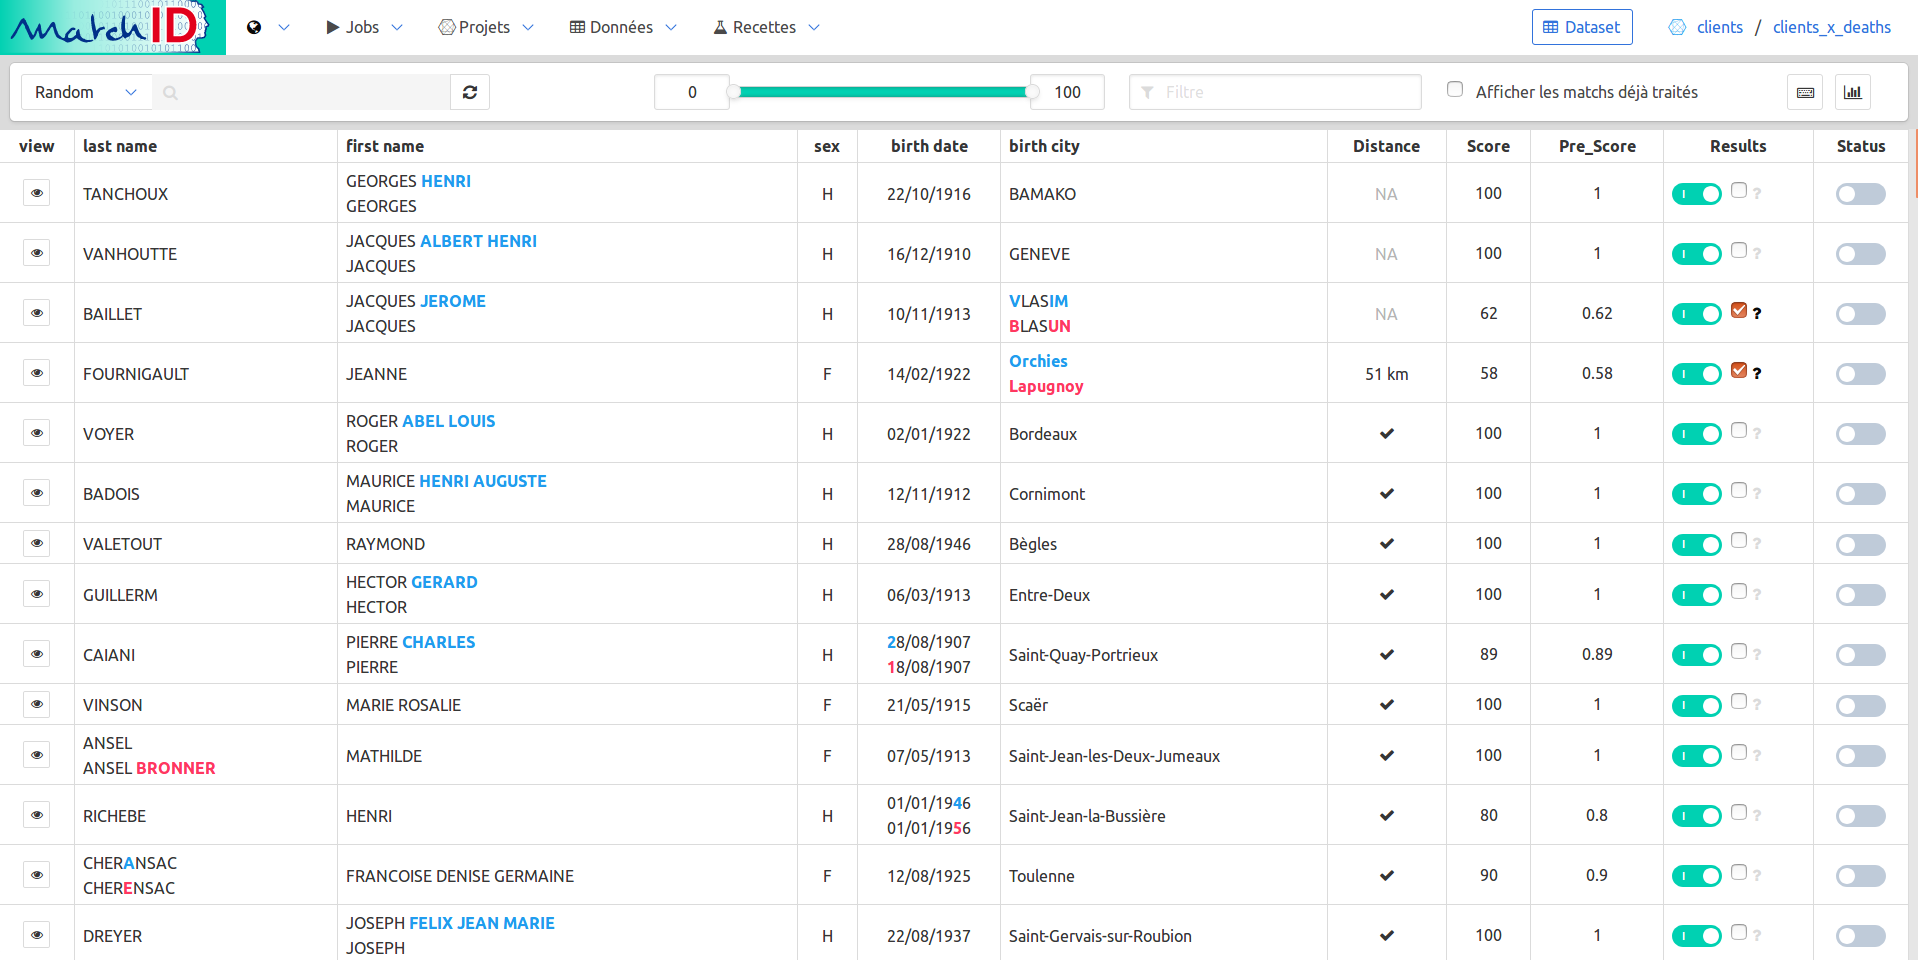 matchID
Jobs Projets Données Recettes Dataset clients / clients_x_deaths
Random 0 100 Filtre Afficher les matchs déjà traités
view last name first name sex birth date birth city Distance Score Pre_Score Results Status
GEORGES HENRI
TANCHOUX H 22/10/1916 BAMAKO NA 100 1 ?
GEORGES
JACQUES ALBERT HENRI
VANHOUTTE H 16/12/1910 GENEVE NA 100 1 ?
JACQUES
JACQUES JEROME VLASIM
BAILLET H 10/11/1913 NA 62 0.62 ?
JACQUES BLASUN
Orchies
FOURNIGAULT JEANNE F 14/02/1922 51 km 58 0.58 ?
Lapugnoy
ROGER ABEL LOUIS
VOYER H 02/01/1922 Bordeaux 100 1 ?
ROGER
MAURICE HENRI AUGUSTE
BADOIS H 12/11/1912 Cornimont 100 1 ?
MAURICE
VALETOUT RAYMOND H 28/08/1946 Bègles 100 1 ?
HECTOR GERARD
GUILLERM H 06/03/1913 Entre-Deux 100 1 ?
HECTOR
PIERRE CHARLES 28/08/1907
CAIANI H Saint-Quay-Portrieux 89 0.89 ?
PIERRE 18/08/1907
VINSON MARIE ROSALIE F 21/05/1915 Scaër 100 1 ?
ANSEL
MATHILDE F 07/05/1913 Saint-Jean-les-Deux-Jumeaux 100 1 ?
ANSEL BRONNER
01/01/1946
RICHEBE HENRI H Saint-Jean-la-Bussière 80 0.8 ?
01/01/1956
CHERANSAC
FRANCOISE DENISE GERMAINE F 12/08/1925 Toulenne 90 0.9 ?
CHERENSAC
JOSEPH FELIX JEAN MARIE
DREYER H 22/08/1937 Saint-Gervais-sur-Roubion 100 1 ?
JOSEPH